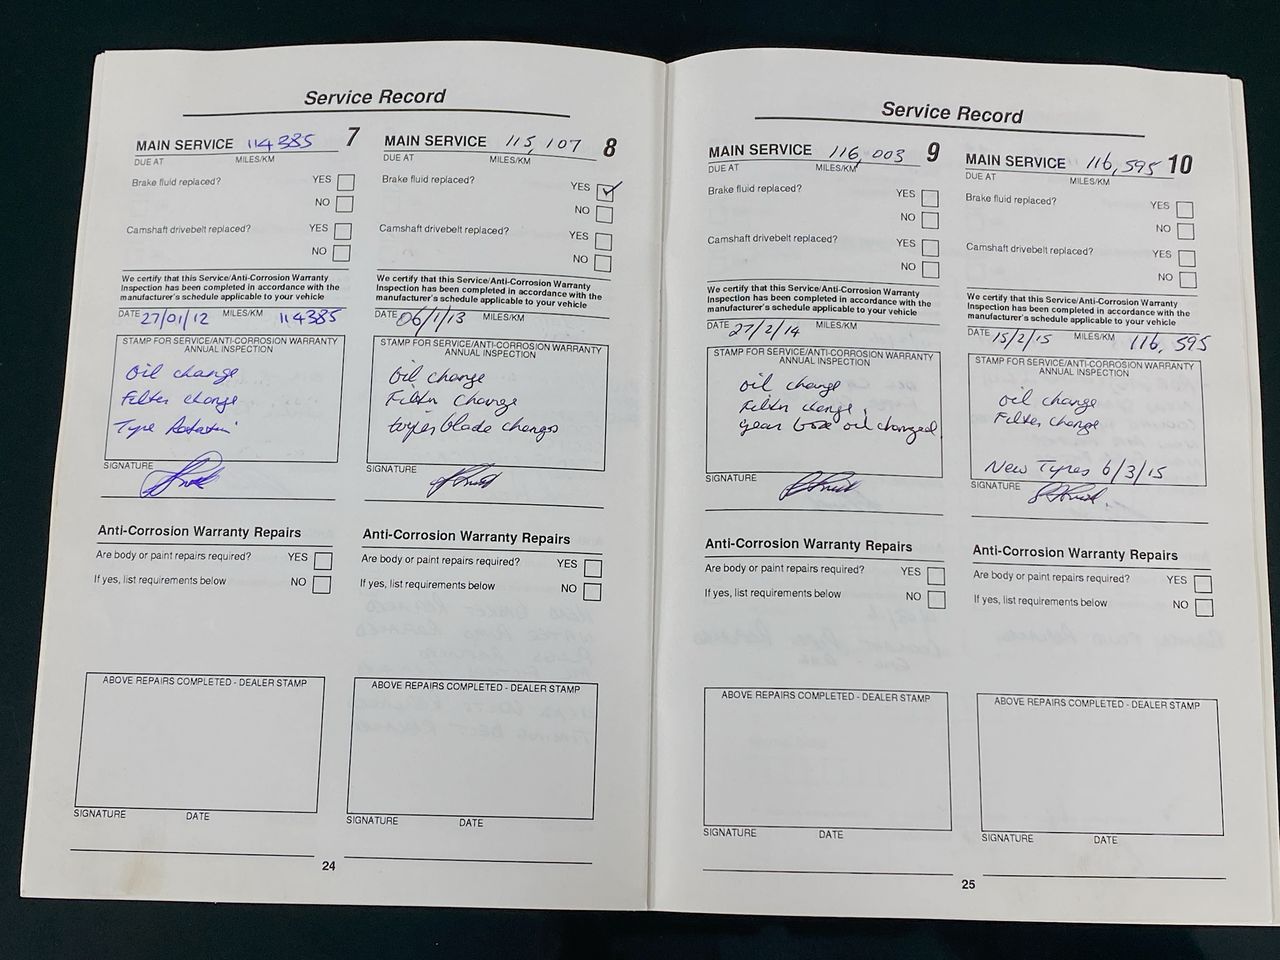 Service Record
MAIN SERVICE 114385 7
DUE AT MILES/KM
Brake fluid replaced? YES
NO
Camshaft drivebelt replaced? YES
NO
We certify that this Service/Anti-Corrosion Warranty
Inspection has been completed in accordance with the
manufacturer's schedule applicable to your vehicle
DATE 27/01/12 MILES/KM 114385
STAMP FOR SERVICE/ANTI-CORROSION WARRANTY
ANNUAL INSPECTION
Oil change
Filter change
Type Rotation
SIGNATURE
Anti-Corrosion Warranty Repairs
Are body or paint repairs required? YES
If yes, list requirements below NO
ABOVE REPAIRS COMPLETED - DEALER STAMP
SIGNATURE DATE
MAIN SERVICE 115,107 8
DUE AT MILES/KM
Brake fluid replaced? YES
NO
Camshaft drivebelt replaced? YES
NO
We certify that this Service/Anti-Corrosion Warranty
Inspection has been completed in accordance with the
manufacturer's schedule applicable to your vehicle
DATE 06/1/13 MILES/KM
STAMP FOR SERVICE/ANTI-CORROSION WARRANTY
ANNUAL INSPECTION
Oil change
Filter Change
blade changes
SIGNATURE
Anti-Corrosion Warranty Repairs
Are body or paint repairs required? YES
If yes, list requirements below NO
ABOVE REPAIRS COMPLETED - DEALER STAMP
SIGNATURE DATE
24
Service Record
MAIN SERVICE 116,003 9
DUE AT MILES/KM
Brake fluid replaced? YES
NO
Camshaft drivebelt replaced? YES
NO
We certify that this Service/Anti-Corrosion Warranty
Inspection has been completed in accordance with the
manufacturer's schedule applicable to your vehicle
DATE 27/2/14 MILES/KM
STAMP FOR SERVICE/ANTI-CORROSION WARRANTY
ANNUAL INSPECTION
oil change
Filter change,
gear box oil changed
SIGNATURE
Anti-Corrosion Warranty Repairs
Are body or paint repairs required? YES
If yes, list requirements below NO
ABOVE REPAIRS COMPLETED - DEALER STAMP
SIGNATURE DATE
MAIN SERVICE 116,595 10
DUE AT MILES/KM
Brake fluid replaced? YES
NO
Camshaft drivebelt replaced? YES
NO
We certify that this Service/Anti-Corrosion Warranty
Inspection has been completed in accordance with the
manufacturer's schedule applicable to your vehicle
DATE 15/2/15 MILES/KM 116,595
STAMP FOR SERVICE/ANTI-CORROSION WARRANTY
ANNUAL INSPECTION
oil change
Filter change
New Tyres 6/3/15
SIGNATURE
Anti-Corrosion Warranty Repairs
Are body or paint repairs required? YES
If yes, list requirements below NO
ABOVE REPAIRS COMPLETED - DEALER STAMP
SIGNATURE DATE
25